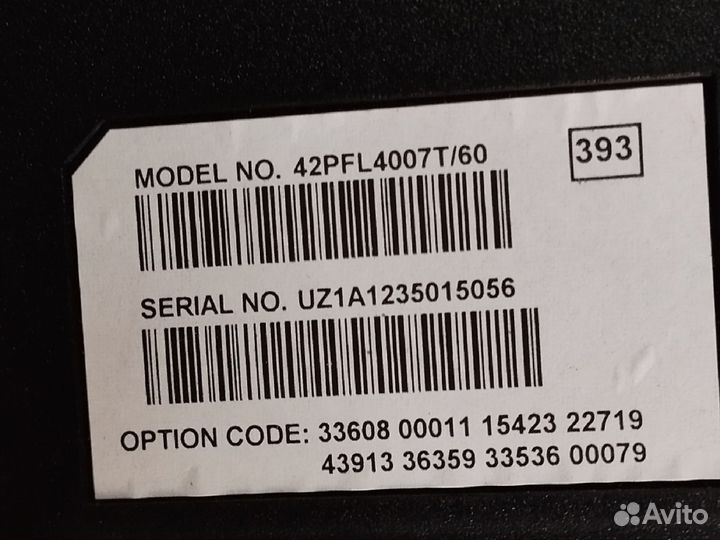 MODEL NO. 42PFL4007T/60
393
SERIAL NO. UZ1A1235015056
OPTION CODE: 33608 00011 15423 22719
43913 36359 33536 00079
Avito